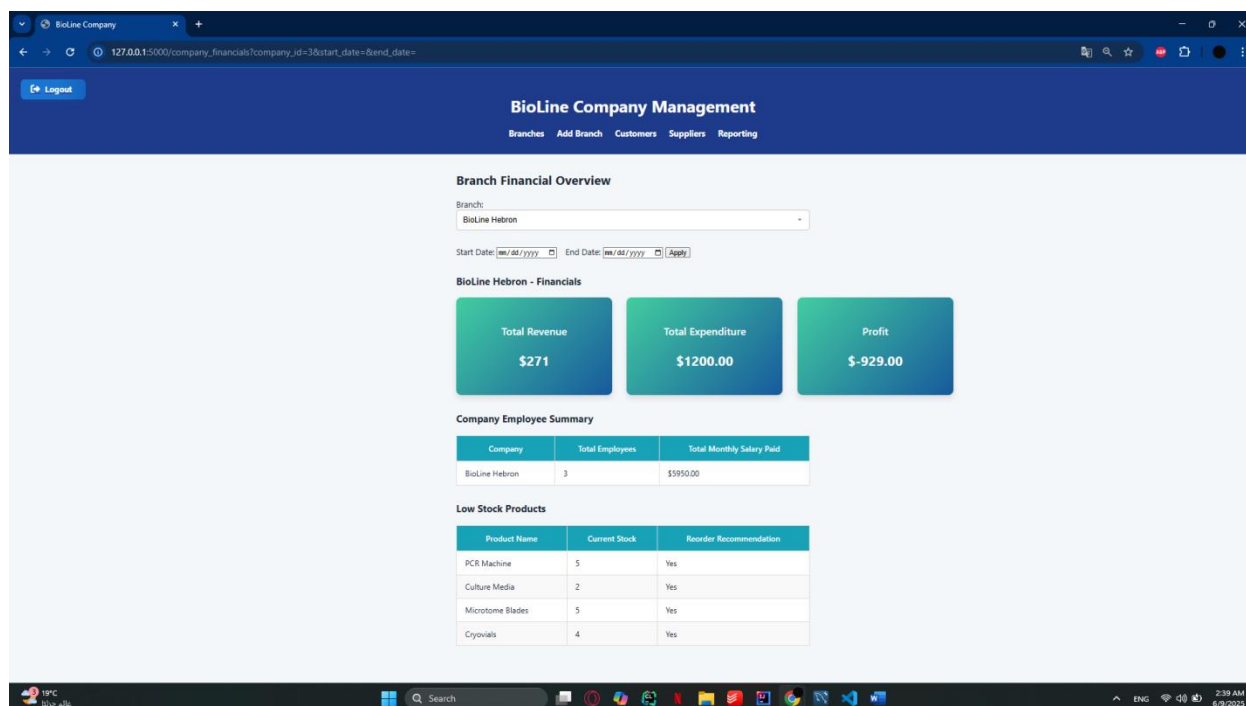 BioLine Company
127.0.0.1:5000/company_financials?company_id=3&start_date=&end_date=
Logout
BioLine Company Management
Branches Add Branch Customers Suppliers Reporting
Branch Financial Overview
Branch:
BioLine Hebron
Start Date: mm/dd/yyyy End Date: mm/dd/yyyy Apply
BioLine Hebron - Financials
Total Revenue Total Expenditure Profit
$271 $1200.00 $-929.00
Company Employee Summary
Company Total Employees Total Monthly Salary Paid
BioLine Hebron 3 $5950.00
Low Stock Products
Product Name Current Stock Reorder Recommendation
PCR Machine 5 Yes
Culture Media 2 Yes
Microtome Blades 5 Yes
Cryovials 4 Yes
19°C
Search
ENG
2:39 AM
6/9/2025